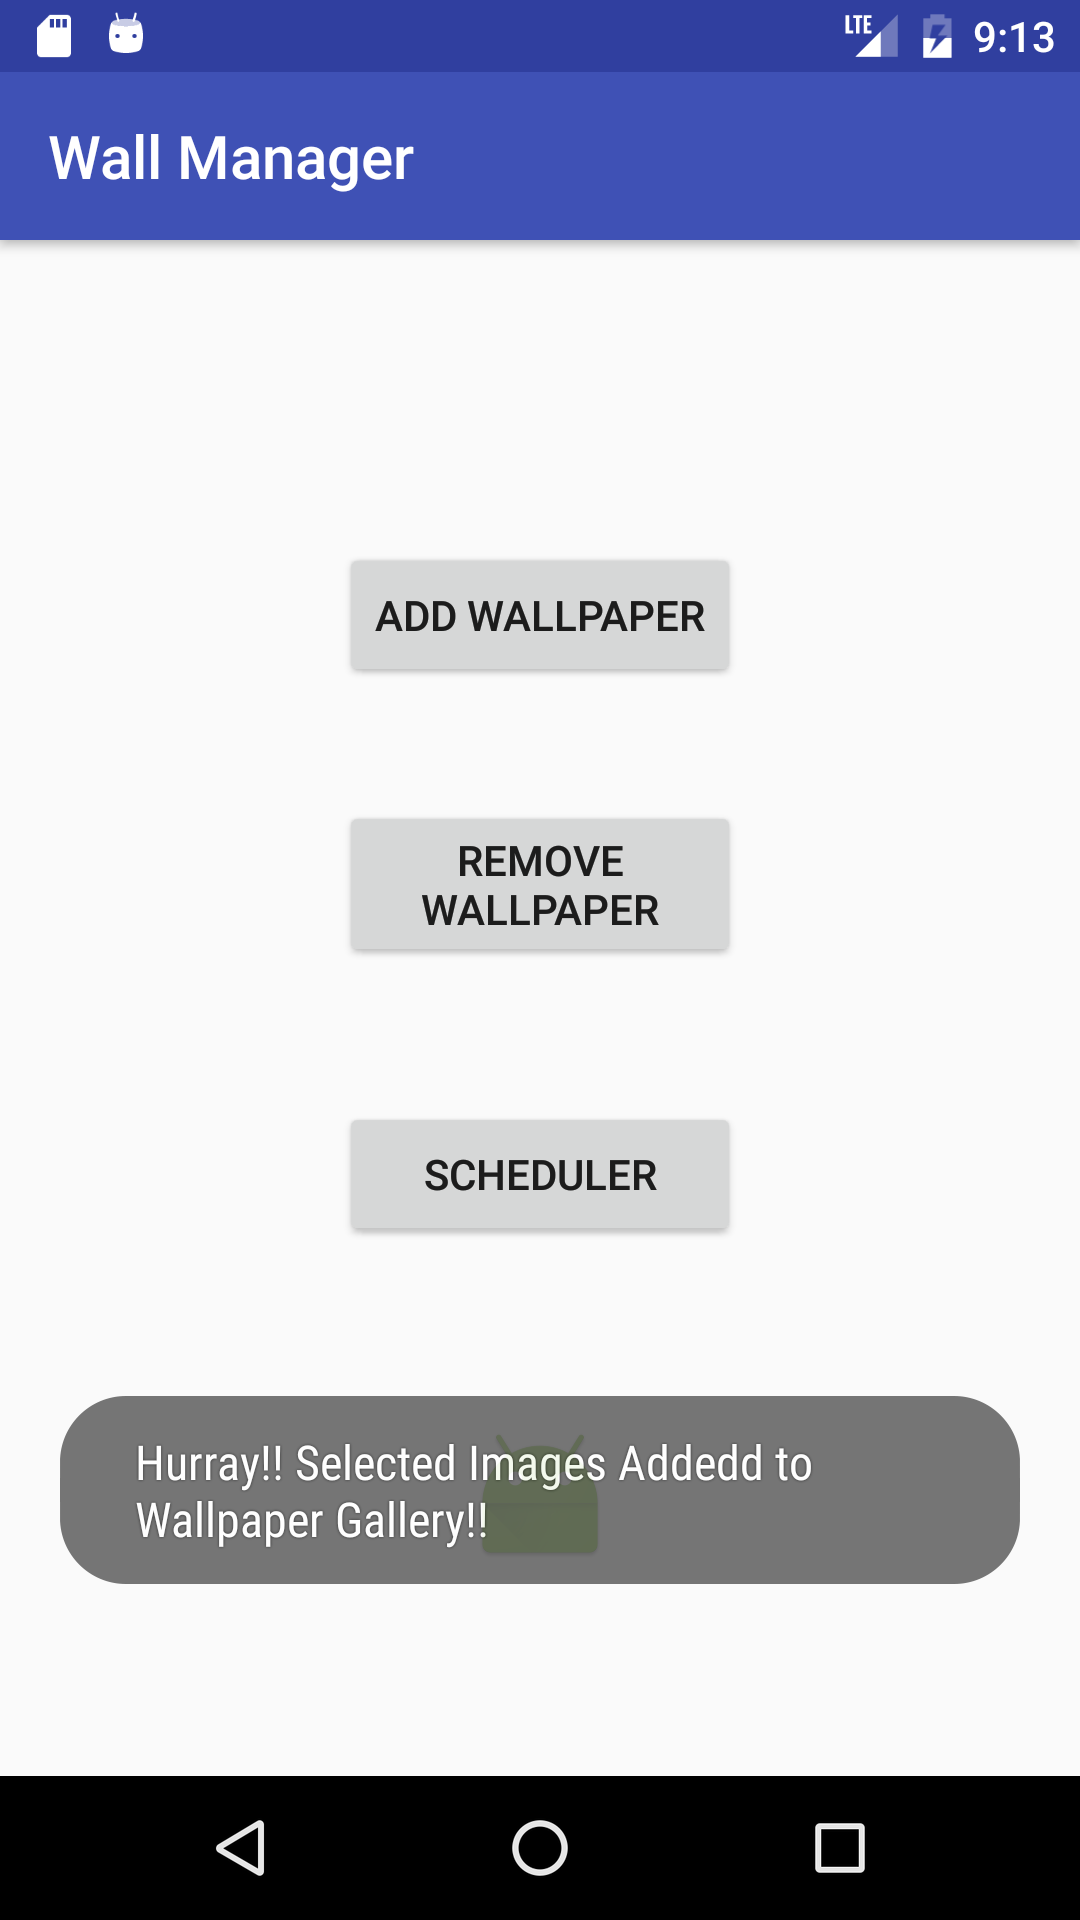 LTE 9:13
Wall Manager
ADD WALLPAPER
REMOVE
WALLPAPER
SCHEDULER
Hurray!! Selected Images Addedd to
Wallpaper Gallery!!